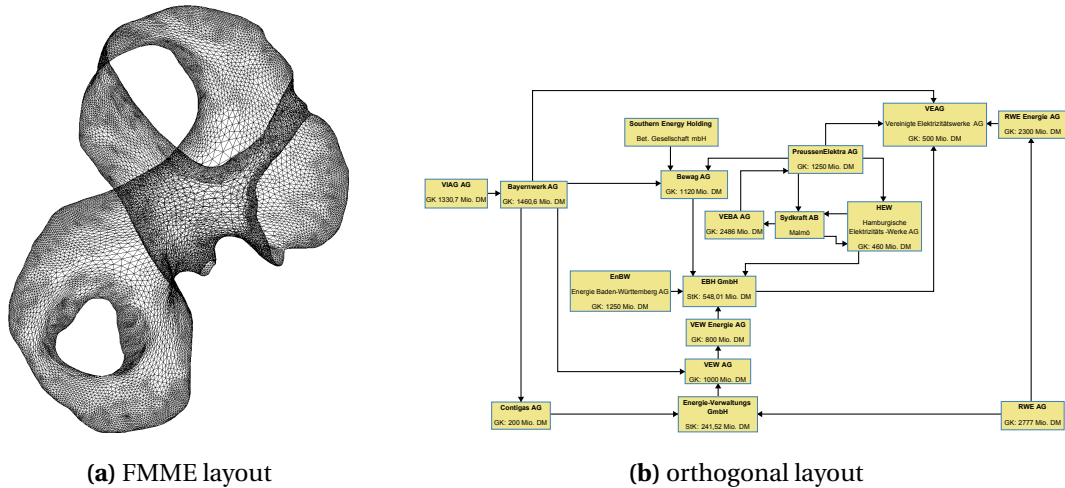 VEAG
Vereinigte Elektrizitätswerke AG
GK: 500 Mio. DM
RWE Energie AG
GK: 2300 Mio. DM
Southern Energy Holding
Bet. Gesellschaft mbH
PreussenElektra AG
GK: 1250 Mio. DM
Bewag AG
GK: 1120 Mio. DM
VIAG AG
GK 1330,7 Mio. DM
Bayernwerk AG
GK: 1460,6 Mio. DM
VEBA AG
GK: 2486 Mio. DM
Sydkraft AB
Malmö
HEW
Hamburgische
Elektrizitäts -Werke AG
GK: 460 Mio. DM
EnBW
Energie Baden-Württemberg AG
GK: 1250 Mio. DM
EBH GmbH
StK: 548,01 Mio. DM
VEW Energie AG
GK: 800 Mio. DM
VEW AG
GK: 1000 Mio. DM
Contigas AG
GK: 200 Mio. DM
Energie-Verwaltungs
GmbH
StK: 241,52 Mio. DM
RWE AG
GK: 2777 Mio. DM
(a) FMME layout
(b) orthogonal layout